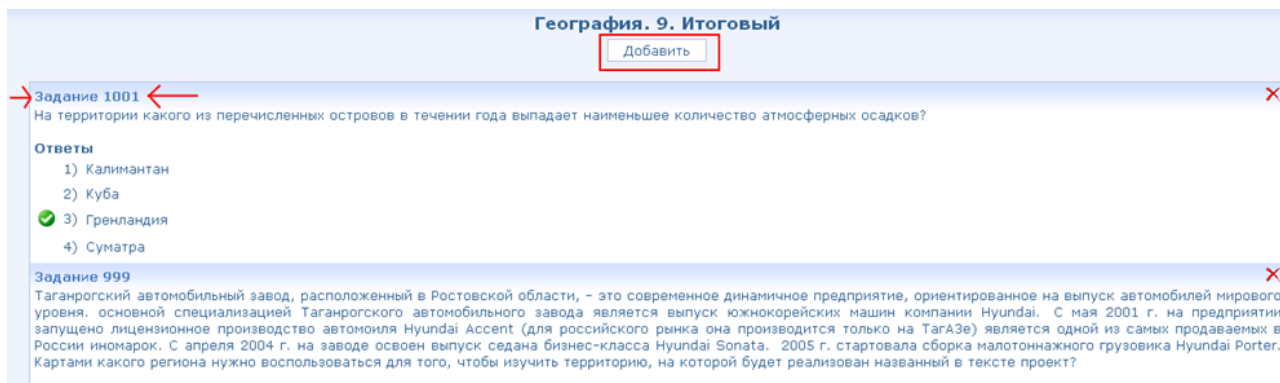 География. 9. Итоговый
Добавить
Задание 1001
На территории какого из перечисленных островов в течении года выпадает наименьшее количество атмосферных осадков?
Ответы
1) Калимантан
2) Куба
3) Гренландия
4) Суматра
Задание 999
Таганрогский автомобильный завод, расположенный в Ростовской области, – это современное динамичное предприятие, ориентированное на выпуск автомобилей мирового
уровня. основной специализацией Таганрогского автомобильного завода является выпуск южнокорейских машин компании Hyundai. С мая 2001 г. на предприятии
запущено лицензионное производство автомоиля Hyundai Accent (для российского рынка она производится только на ТагАЗе) является одной из самых продаваемых в
России иномарок. С апреля 2004 г. на заводе освоен выпуск седана бизнес-класса Hyundai Sonata. 2005 г. стартовала сборка малотоннажного грузовика Hyundai Porter.
Картами какого региона нужно воспользоваться для того, чтобы изучить территорию, на которой будет реализован названный в тексте проект?